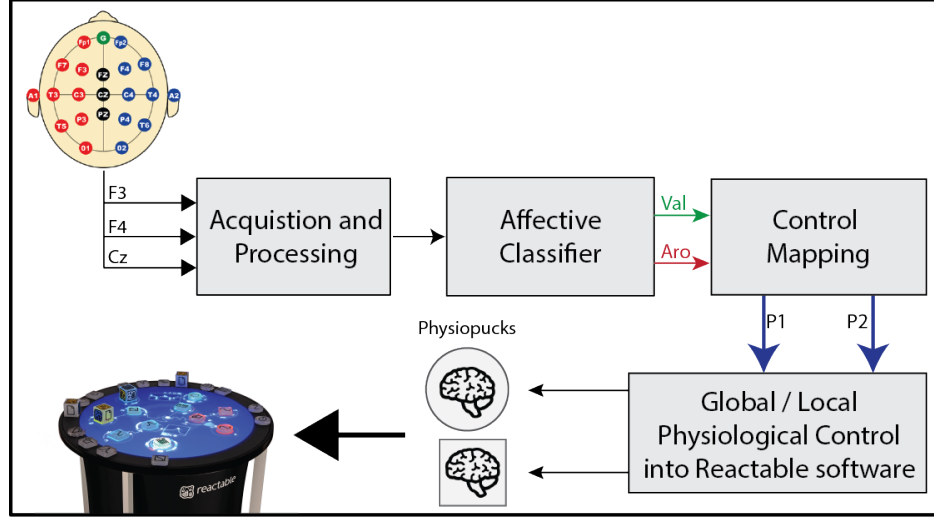 Fp1 G Fp2
F7 F3 FZ F4 F8
A1 T3 C3 CZ C4 T4 A2
T5 P3 PZ P4 T6
01 02
F3
F4
Cz
Acquistion and
Processing
Affective
Classifier
Val
Aro
Control
Mapping
P1 P2
Physiopucks
Global / Local
Physiological Control
into Reactable software
reactable